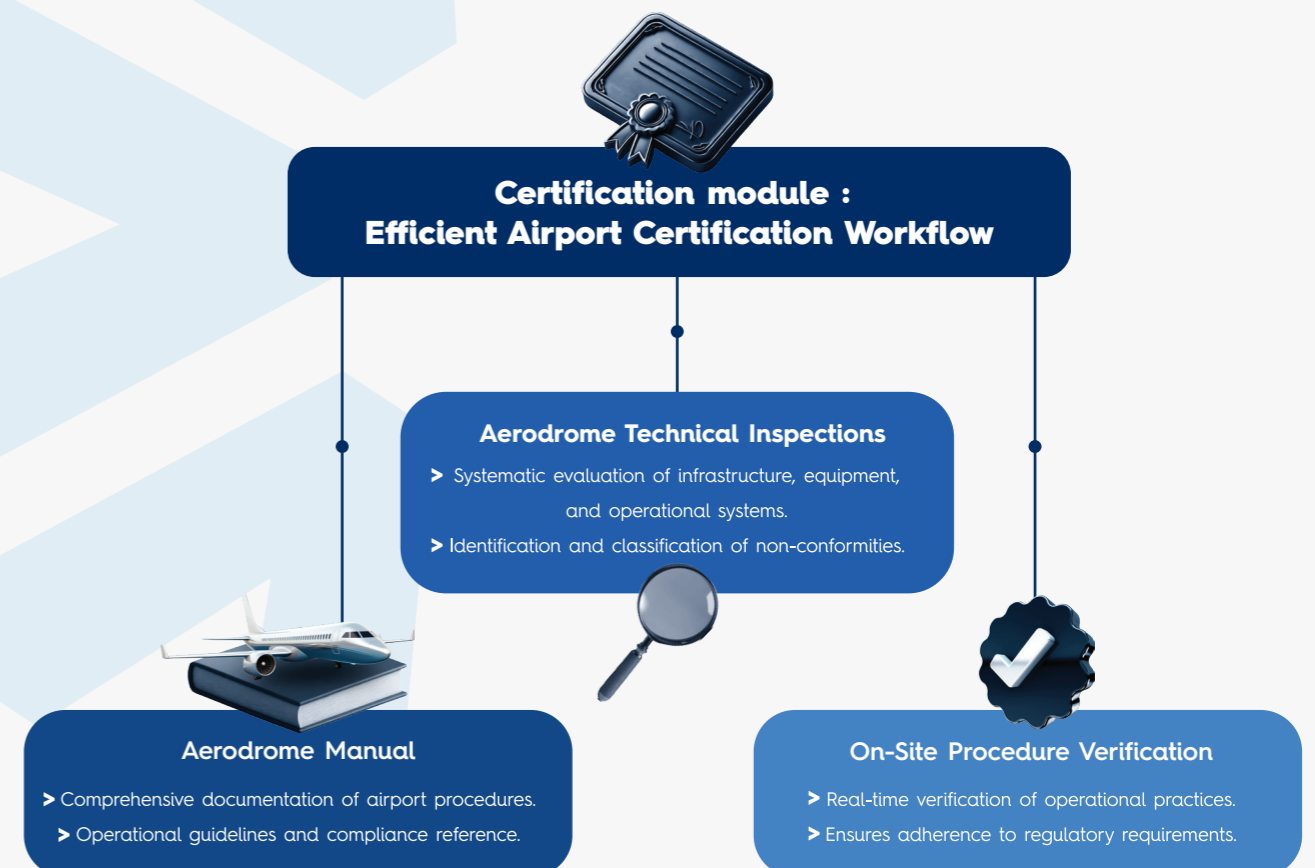 Certification module :
Efficient Airport Certification Workflow
Aerodrome Technical Inspections
> Systematic evaluation of infrastructure, equipment,
and operational systems.
> Identification and classification of non-conformities.
Aerodrome Manual
> Comprehensive documentation of airport procedures.
> Operational guidelines and compliance reference.
On-Site Procedure Verification
> Real-time verification of operational practices.
> Ensures adherence to regulatory requirements.